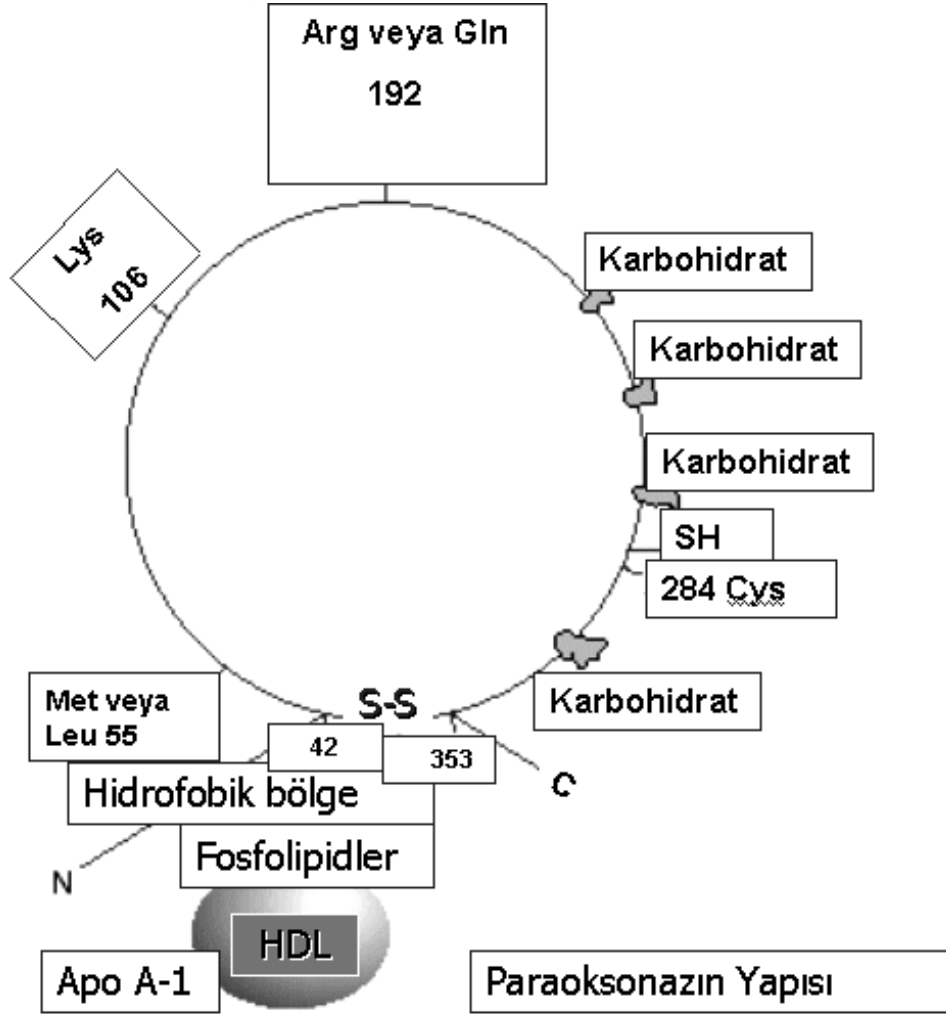 Arg veya Gln
192
Lys
106
Karbohidrat
Karbohidrat
Karbohidrat
SH
284 Cys
Karbohidrat
Met veya
Leu 55
S-S
42
353
C
Hidrofobik bölge
Fosfolipidler
N
HDL
Apo A-1
Paraoksonazın Yapısı